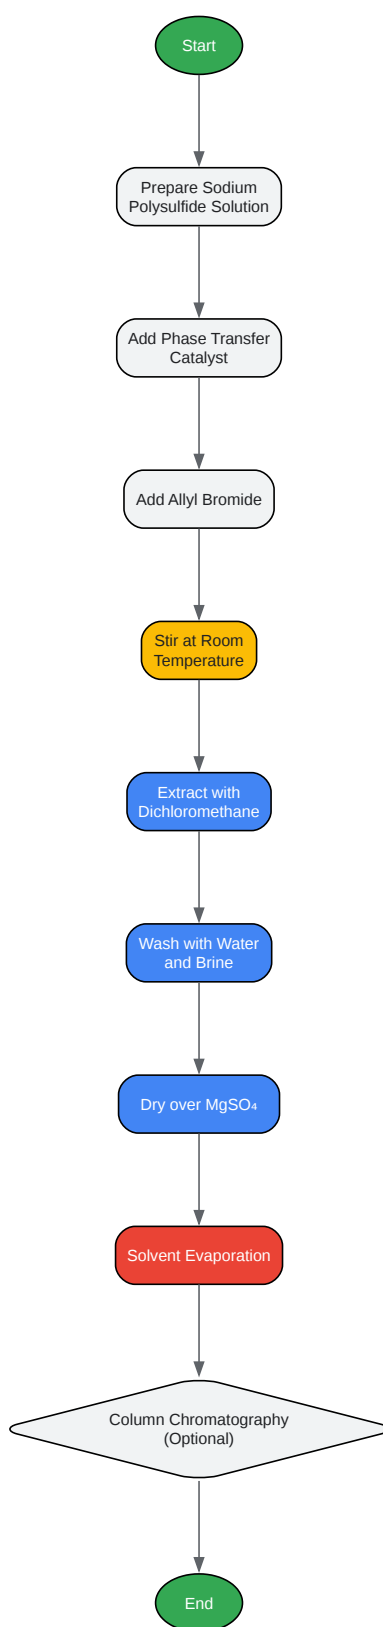 Start
Prepare Sodium
Polysulfide Solution
Add Phase Transfer
Catalyst
Add Allyl Bromide
Stir at Room
Temperature
Extract with
Dichloromethane
Wash with Water
and Brine
Dry over MgSO₄
Solvent Evaporation
Column Chromatography
(Optional)
End